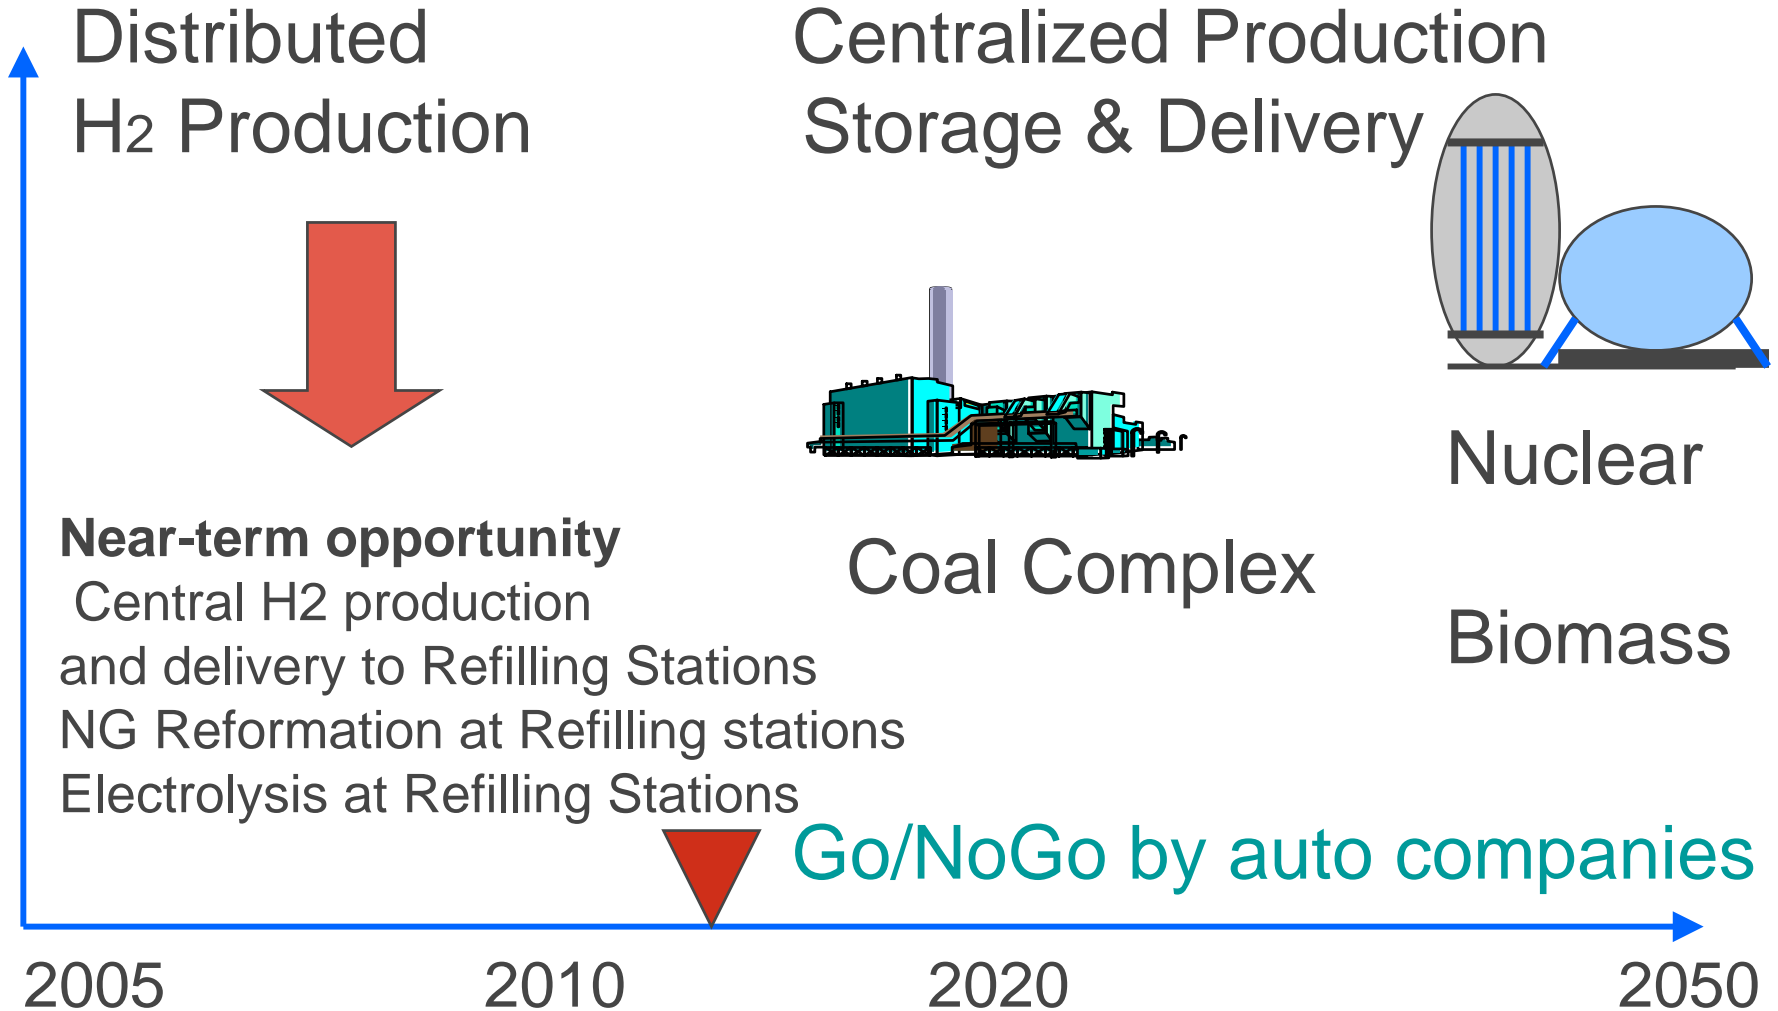 Distributed
H2 Production
Centralized Production
Storage & Delivery
Near-term opportunity
Central H2 production
and delivery to Refilling Stations
NG Reformation at Refilling stations
Electrolysis at Refilling Stations
Coal Complex
Nuclear
Biomass
Go/NoGo by auto companies
2005 2010 2020 2050